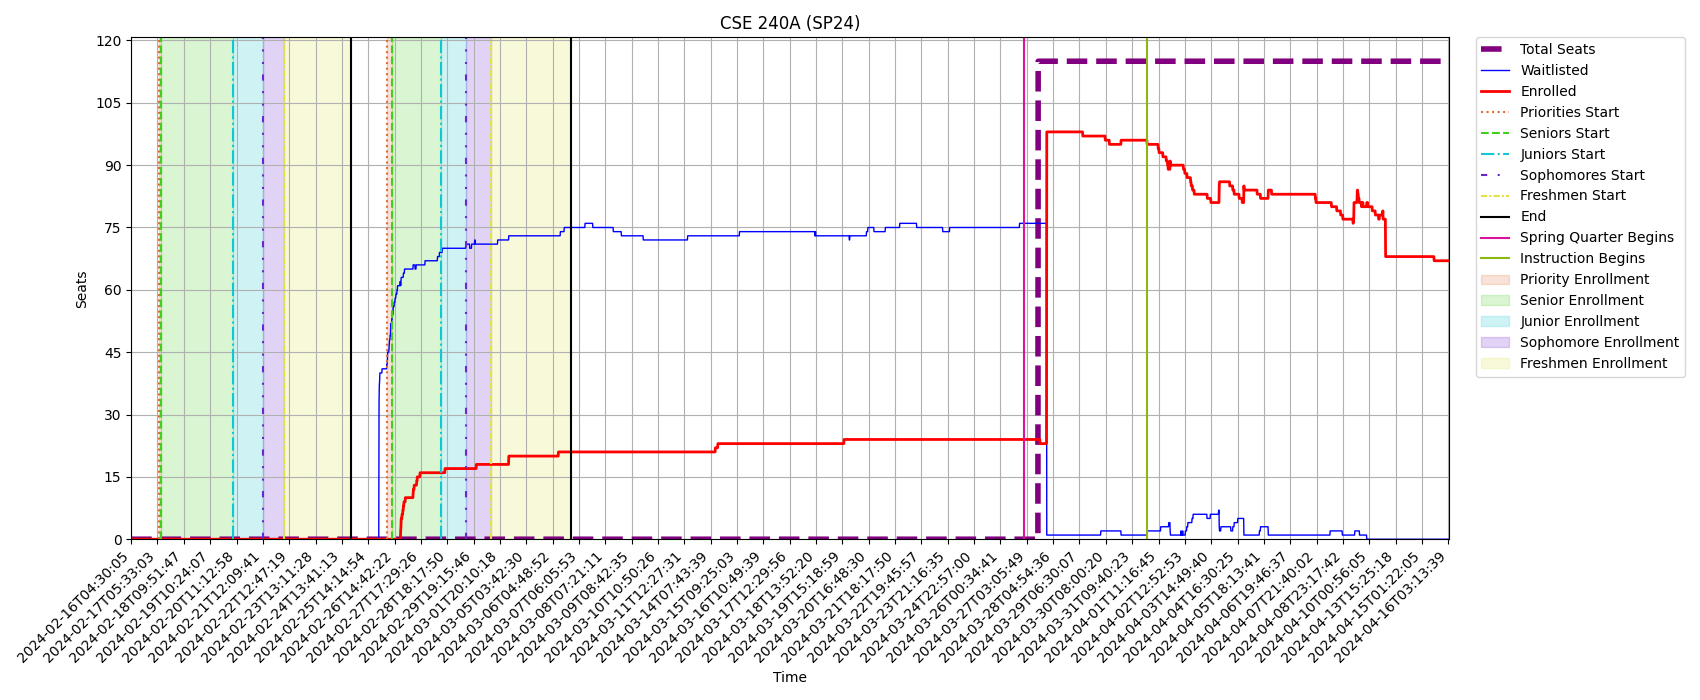 CSE 240A (SP24)
120
105
90
75
60
45
30
15
0
Seats
2024-02-16T04:30:05
2024-02-17T05:33:03
2024-02-18T09:51:47
2024-02-19T10:24:07
2024-02-20T11:12:58
2024-02-21T12:09:41
2024-02-22T12:47:19
2024-02-23T13:11:28
2024-02-24T13:41:13
2024-02-25T14:14:54
2024-02-26T14:42:22
2024-02-27T17:29:26
2024-02-28T18:17:50
2024-02-29T19:15:46
2024-03-01T20:10:18
2024-03-05T03:42:30
2024-03-06T04:48:52
2024-03-07T06:05:53
2024-03-08T07:21:11
2024-03-09T08:42:35
2024-03-10T10:50:26
2024-03-11T12:27:31
2024-03-14T07:43:39
2024-03-15T09:25:03
2024-03-16T10:49:39
2024-03-17T12:29:56
2024-03-18T13:52:20
2024-03-19T15:18:59
2024-03-20T16:48:30
2024-03-21T18:17:50
2024-03-22T19:45:57
2024-03-23T21:16:35
2024-03-24T22:57:00
2024-03-26T00:34:41
2024-03-27T03:05:49
2024-03-28T04:54:36
2024-03-29T06:30:07
2024-03-30T08:00:20
2024-03-31T09:40:23
2024-04-01T11:16:45
2024-04-02T12:52:53
2024-04-03T14:49:40
2024-04-04T16:30:25
2024-04-05T18:13:41
2024-04-06T19:46:37
2024-04-07T21:40:02
2024-04-08T23:17:42
2024-04-10T00:56:05
2024-04-13T15:25:18
2024-04-15T01:22:05
2024-04-16T03:13:39
Time
Total Seats
Waitlisted
Enrolled
Priorities Start
Seniors Start
Juniors Start
Sophomores Start
Freshmen Start
End
Spring Quarter Begins
Instruction Begins
Priority Enrollment
Senior Enrollment
Junior Enrollment
Sophomore Enrollment
Freshmen Enrollment